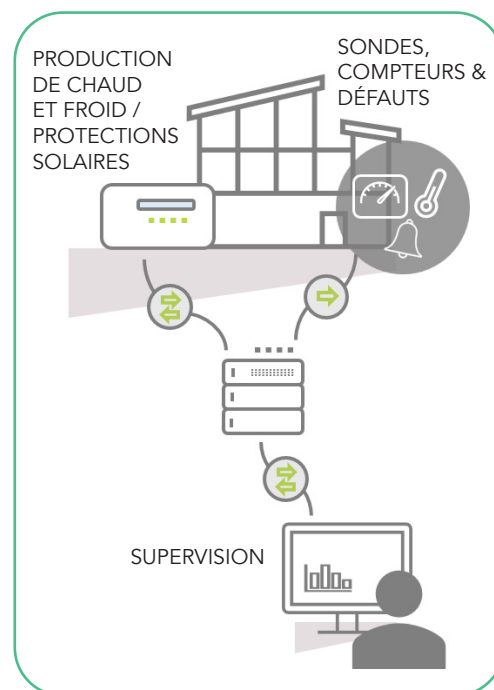 PRODUCTION
DE CHAUD
ET FROID /
PROTECTIONS
SOLAIRES
SONDES,
COMPTEURS &
DÉFAUTS
SUPERVISION